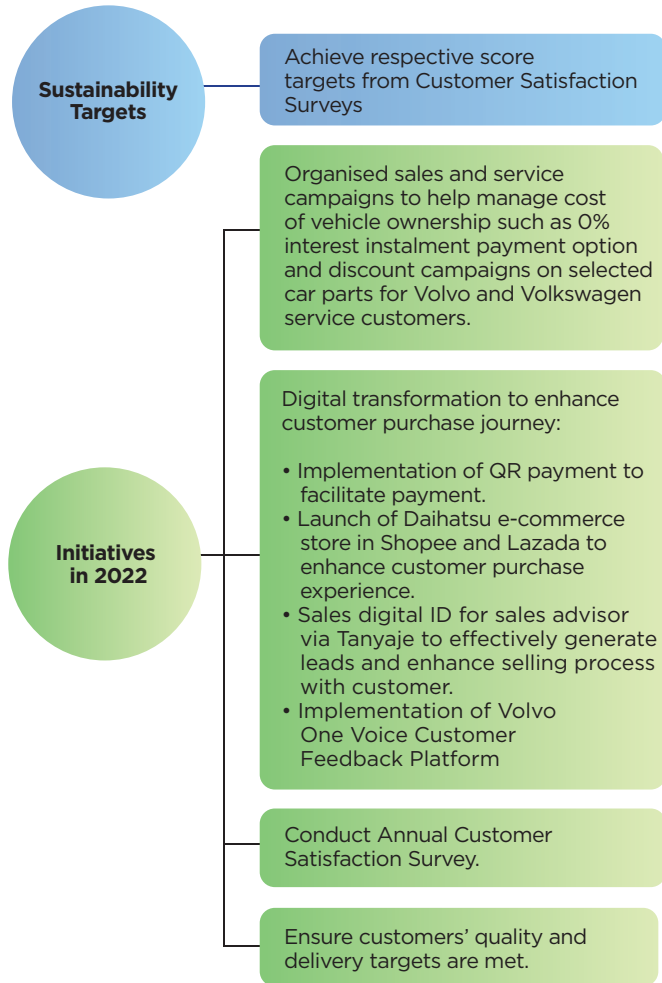 Sustainability
Targets
Achieve respective score
targets from Customer Satisfaction
Surveys
Initiatives
in 2022
Organised sales and service
campaigns to help manage cost
of vehicle ownership such as 0%
interest instalment payment option
and discount campaigns on selected
car parts for Volvo and Volkswagen
service customers.
Digital transformation to enhance
customer purchase journey:
• Implementation of QR payment to
facilitate payment.
• Launch of Daihatsu e-commerce
store in Shopee and Lazada to
enhance customer purchase
experience.
• Sales digital ID for sales advisor
via Tanyaje to effectively generate
leads and enhance selling process
with customer.
• Implementation of Volvo
One Voice Customer
Feedback Platform
Conduct Annual Customer
Satisfaction Survey.
Ensure customers’ quality and
delivery targets are met.